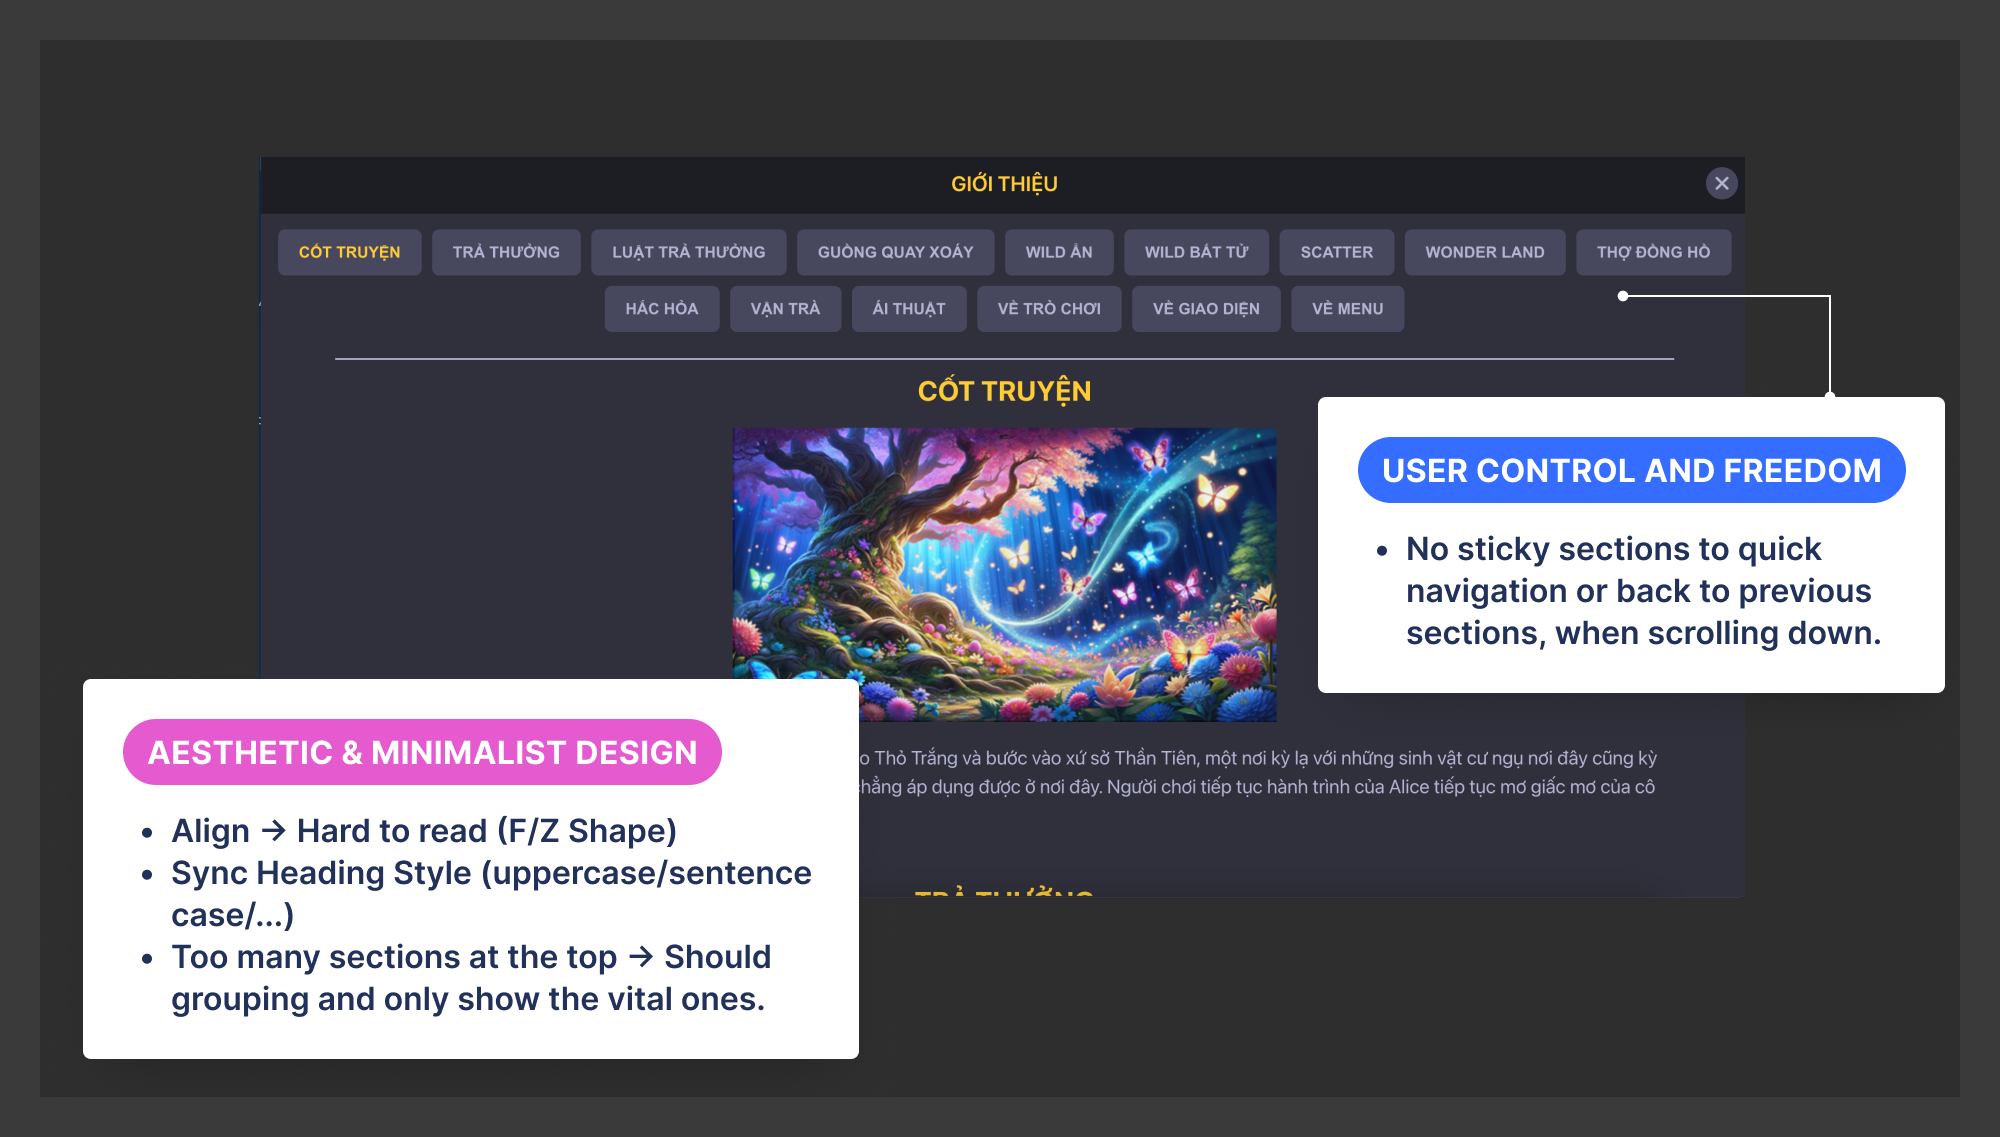 GIỚI THIỆU
CỐT TRUYỆN TRẢ THƯỞNG LUẬT TRẢ THƯỞNG GUỒNG QUAY XOÁY WILD ẨN WILD BẤT TỬ SCATTER WONDER LAND THỢ ĐỒNG HỒ
HẮC HÓA VẬN TRÀ ÁI THUẬT VỀ TRÒ CHƠI VỀ GIAO DIỆN VỀ MENU
CỐT TRUYỆN
USER CONTROL AND FREEDOM
• No sticky sections to quick
navigation or back to previous
sections, when scrolling down.
o Thỏ Trắng và bước vào xứ sở Thần Tiên, một nơi kỳ lạ với những sinh vật cư ngụ nơi đây cũng kỳ
chẳng áp dụng được ở nơi đây. Người chơi tiếp tục hành trình của Alice tiếp tục mơ giấc mơ của cô
TRẢ THƯỞNG
AESTHETIC & MINIMALIST DESIGN
• Align → Hard to read (F/Z Shape)
• Sync Heading Style (uppercase/sentence
case/...)
• Too many sections at the top → Should
grouping and only show the vital ones.